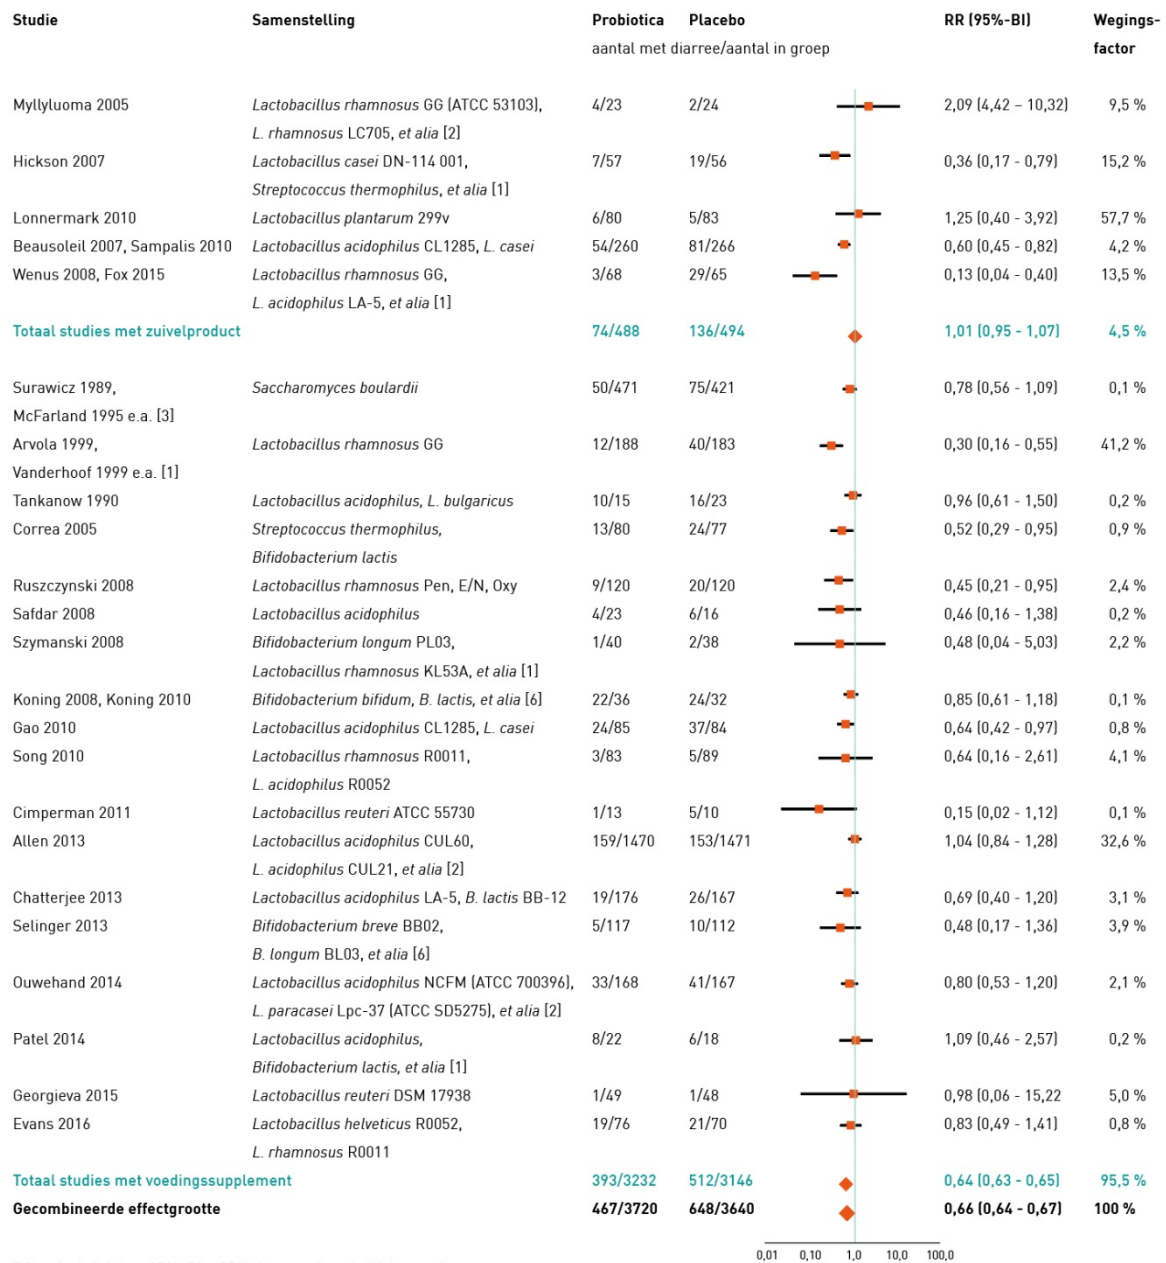 Studie Samenstelling Probiotica Placebo RR (95%-BI) Wegings-
aantal met diarree/aantal in groep factor
Myllyluoma 2005 Lactobacillus rhamnosus GG (ATCC 53103), 4/23 2/24 2,09 (4,42 – 10,32) 9,5 %
L. rhamnosus LC705, et alia [2]
Hickson 2007 Lactobacillus casei DN-114 001, 7/57 19/56 0,36 (0,17 - 0,79) 15,2 %
Streptococcus thermophilus, et alia [1]
Lonnermark 2010 Lactobacillus plantarum 299v 6/80 5/83 1,25 (0,40 - 3,92) 57,7 %
Beausoleil 2007, Sampalis 2010 Lactobacillus acidophilus CL1285, L. casei 54/260 81/266 0,60 (0,45 - 0,82) 4,2 %
Wenus 2008, Fox 2015 Lactobacillus rhamnosus GG, 3/68 29/65 0,13 (0,04 - 0,40) 13,5 %
L. acidophilus LA-5, et alia [1]
Totaal studies met zuivelproduct 74/488 136/494 1,01 (0,95 - 1,07) 4,5 %
Surawicz 1989, Saccharomyces boulardii 50/471 75/421 0,78 (0,56 - 1,09) 0,1 %
McFarland 1995 e.a. [3]
Arvola 1999, Lactobacillus rhamnosus GG 12/188 40/183 0,30 (0,16 - 0,55) 41,2 %
Vanderhoof 1999 e.a. [1]
Tankanow 1990 Lactobacillus acidophilus, L. bulgaricus 10/15 16/23 0,96 (0,61 - 1,50) 0,2 %
Correa 2005 Streptococcus thermophilus, 13/80 24/77 0,52 (0,29 - 0,95) 0,9 %
Bifidobacterium lactis
Ruszczynski 2008 Lactobacillus rhamnosus Pen, E/N, Oxy 9/120 20/120 0,45 (0,21 - 0,95) 2,4 %
Safdar 2008 Lactobacillus acidophilus 4/23 6/16 0,46 (0,16 - 1,38) 0,2 %
Szymanski 2008 Bifidobacterium longum PL03, 1/40 2/38 0,48 (0,04 - 5,03) 2,2 %
Lactobacillus rhamnosus KL53A, et alia [1]
Koning 2008, Koning 2010 Bifidobacterium bifidum, B. lactis, et alia [6] 22/36 24/32 0,85 (0,61 - 1,18) 0,1 %
Gao 2010 Lactobacillus acidophilus CL1285, L. casei 24/85 37/84 0,64 (0,42 - 0,97) 0,8 %
Song 2010 Lactobacillus rhamnosus R0011, 3/83 5/89 0,64 (0,16 - 2,61) 4,1 %
L. acidophilus R0052
Cimperman 2011 Lactobacillus reuteri ATCC 55730 1/13 5/10 0,15 (0,02 - 1,12) 0,1 %
Allen 2013 Lactobacillus acidophilus CUL60, 159/1470 153/1471 1,04 (0,84 - 1,28) 32,6 %
L. acidophilus CUL21, et alia [2]
Chatterjee 2013 Lactobacillus acidophilus LA-5, B. lactis BB-12 19/176 26/167 0,69 (0,40 - 1,20) 3,1 %
Selinger 2013 Bifidobacterium breve BB02, 5/117 10/112 0,48 (0,17 - 1,36) 3,9 %
B. longum BL03, et alia [6]
Ouwehand 2014 Lactobacillus acidophilus NCFM (ATCC 700396), 33/168 41/167 0,80 (0,53 - 1,20) 2,1 %
L. paracasei Lpc-37 (ATCC SD5275), et alia [2]
Patel 2014 Lactobacillus acidophilus, 8/22 6/18 1,09 (0,46 - 2,57) 0,2 %
Bifidobacterium lactis, et alia [1]
Georgieva 2015 Lactobacillus reuteri DSM 17938 1/49 1/48 0,98 (0,06 - 15,22 5,0 %
Evans 2016 Lactobacillus helveticus R0052, 19/76 21/70 0,83 (0,49 - 1,41) 0,8 %
L. rhamnosus R0011
Totaal studies met voedingssupplement 393/3232 512/3146 0,64 (0,63 - 0,65) 95,5 %
Gecombineerde effectgrootte 467/3720 648/3640 0,66 (0,64 - 0,67) 100 %
0,01 0,10 1,0 10,0 100,0